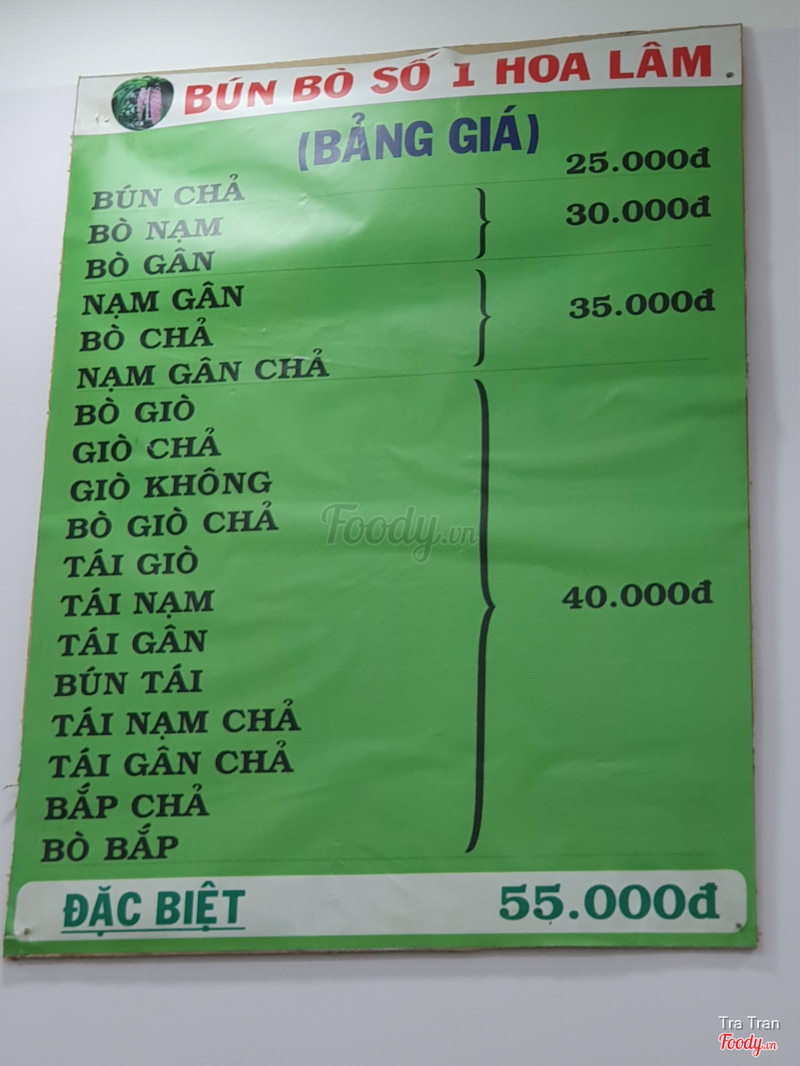 BÚN BÒ SỐ 1 HOA LÂM
(BẢNG GIÁ)
BÚN CHẢ 25.000đ
BÒ NẠM 30.000đ
BÒ GÂN
NẠM GÂN 35.000đ
BÒ CHẢ
NẠM GÂN CHẢ
BÒ GIÒ
GIÒ CHẢ
GIÒ KHÔNG
BÒ GIÒ CHẢ
TÁI GIÒ
TÁI NẠM 40.000đ
TÁI GÂN
BÚN TÁI
TÁI NẠM CHẢ
TÁI GÂN CHẢ
BẮP CHẢ
BÒ BẮP
ĐẶC BIỆT 55.000đ
Foody.vn
Tra Tran
Foody.vn